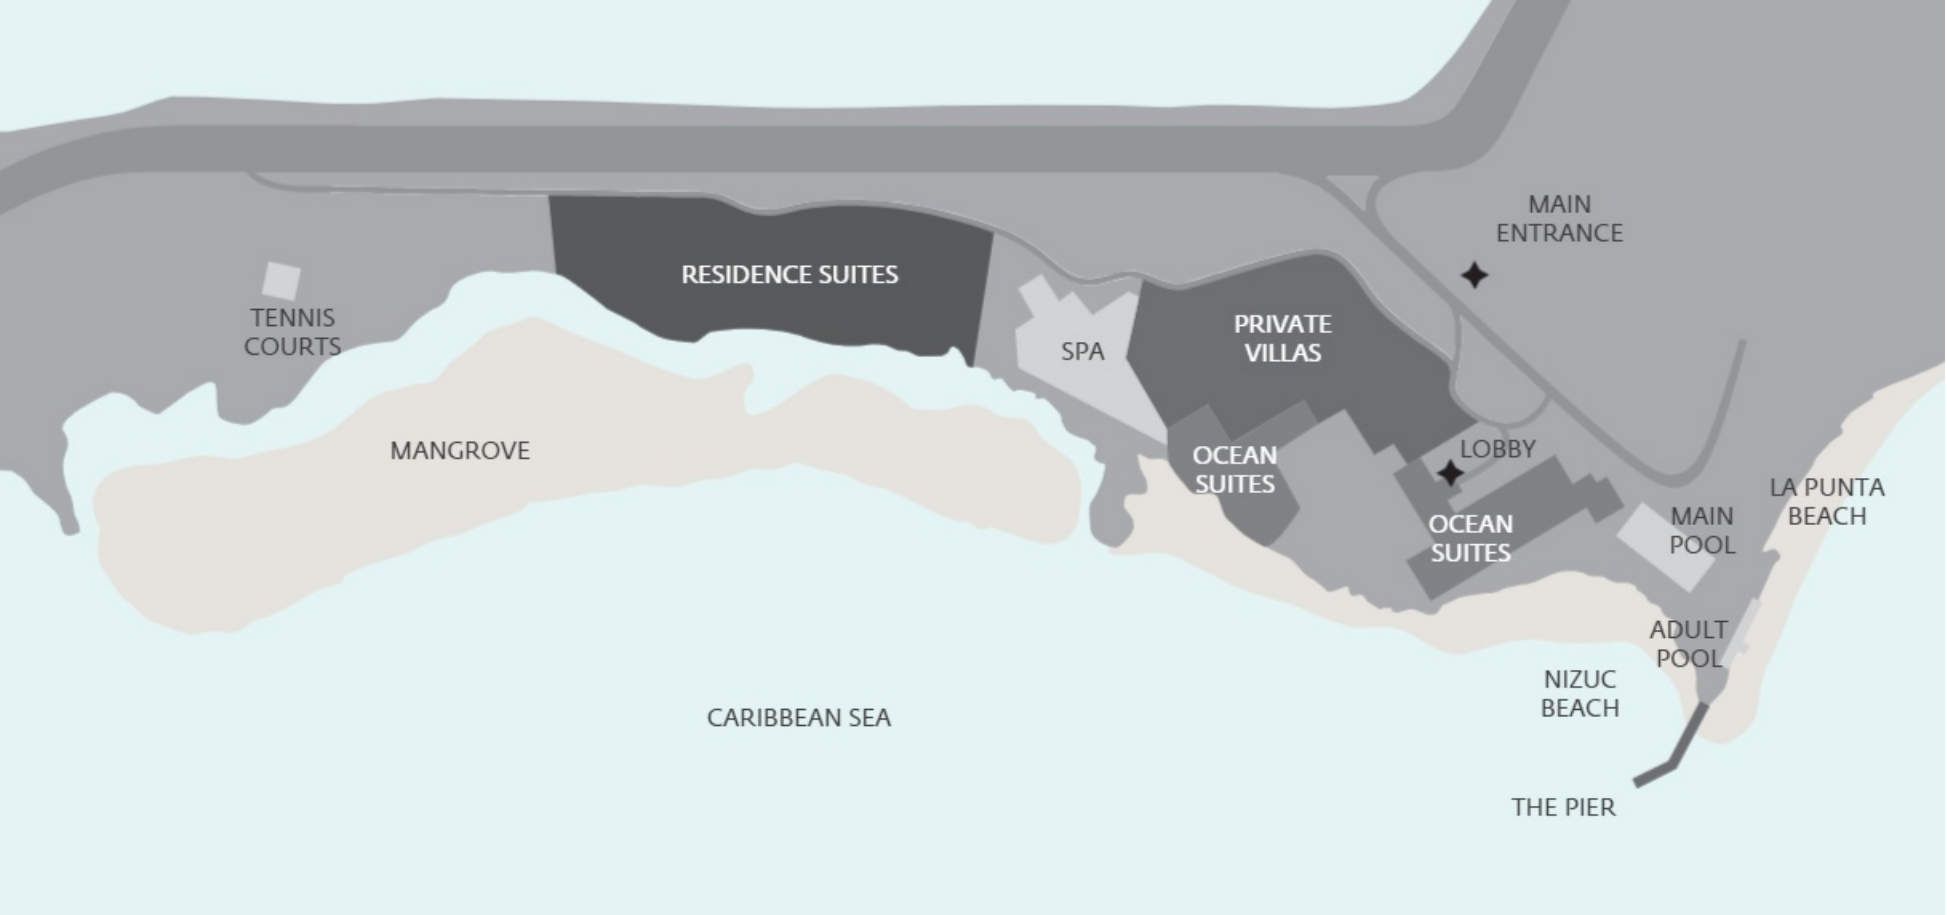 MAIN
ENTRANCE
RESIDENCE SUITES
TENNIS
COURTS
PRIVATE
VILLAS
SPA
MANGROVE
OCEAN
SUITES
LOBBY
OCEAN
SUITES
MAIN
POOL
LA PUNTA
BEACH
ADULT
POOL
NIZUC
BEACH
CARIBBEAN SEA
THE PIER